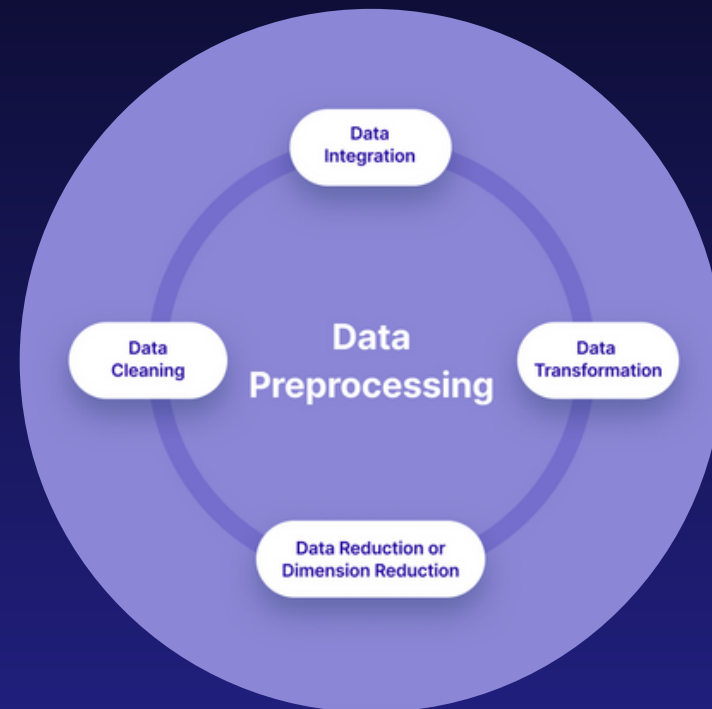 Data
Integration
Data
Cleaning
Data
Preprocessing
Data
Transformation
Data Reduction or
Dimension Reduction